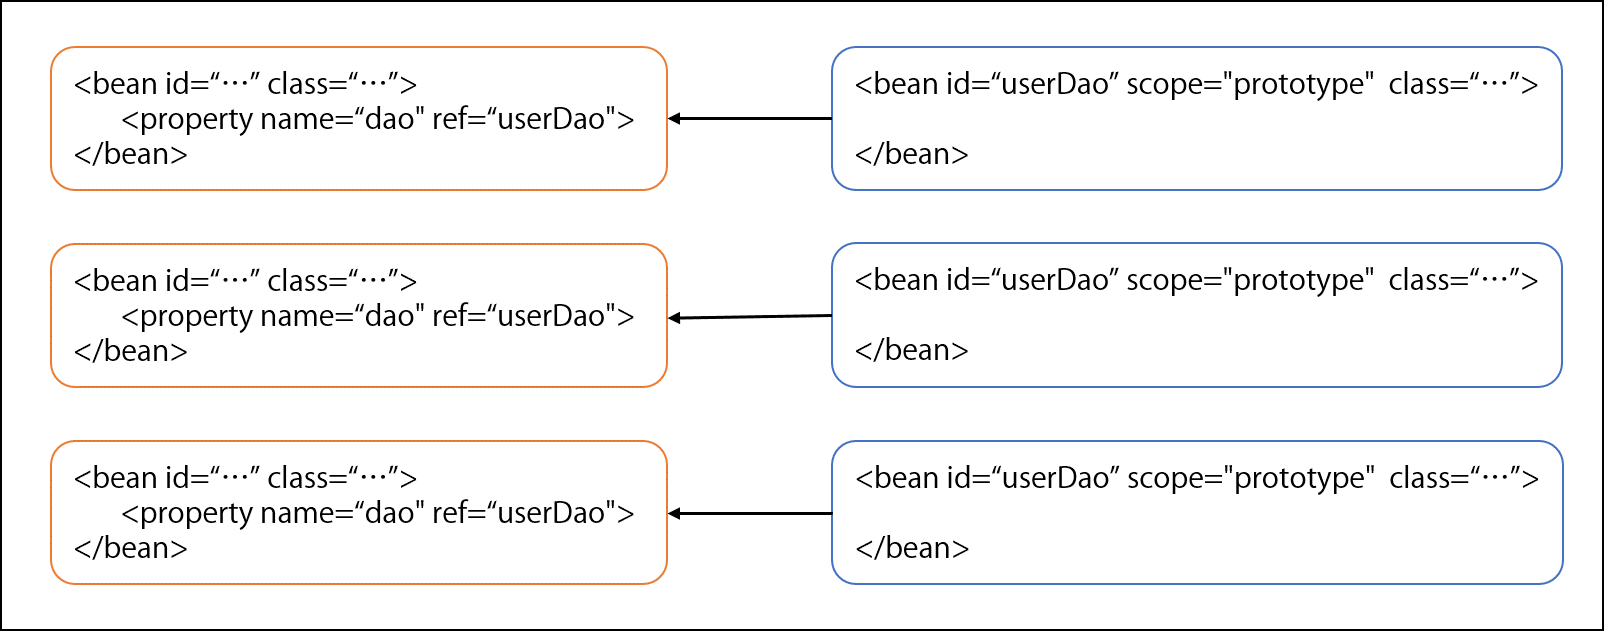 <bean id=“…” class=“…”>
<property name=“dao" ref=“userDao">
</bean>
<bean id=“userDao” scope="prototype"  class=“…”>
</bean>
<bean id=“…” class=“…”>
<property name=“dao" ref=“userDao">
</bean>
<bean id=“userDao” scope="prototype"  class=“…”>
</bean>
<bean id=“…” class=“…”>
<property name=“dao" ref=“userDao">
</bean>
<bean id=“userDao” scope="prototype"  class=“…”>
</bean>